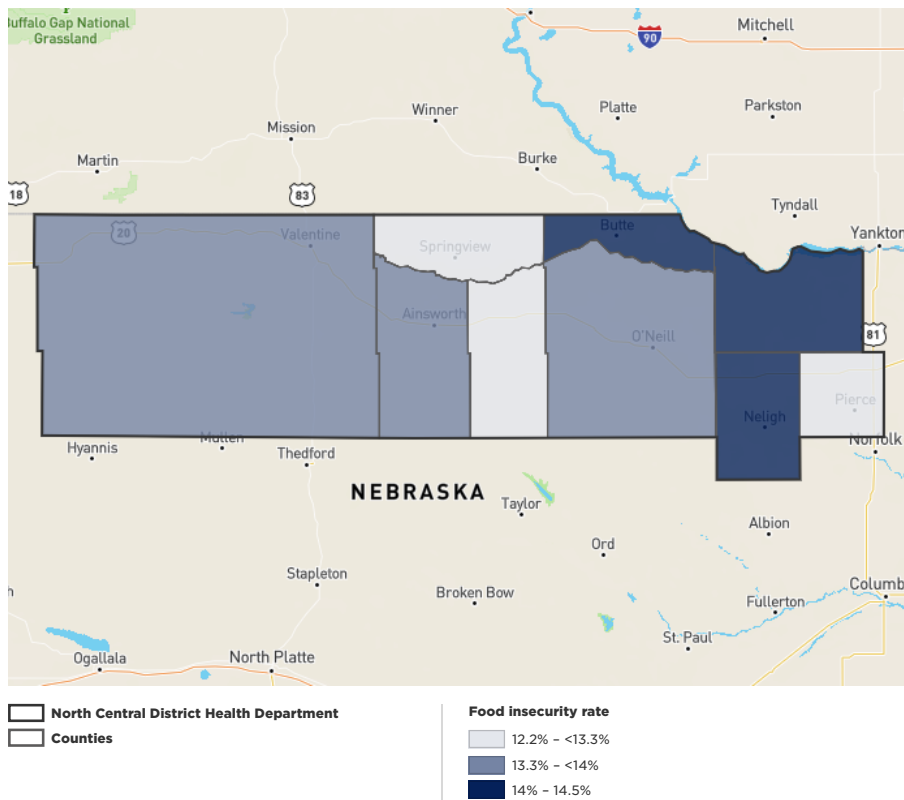 Buffalo Gap National
Grassland
90
Mitchell
Winner
Platte
Parkston
Mission
Burke
Martin
18
83
Tyndall
20
Valentine
Springview
Butte
Yankton
Ainsworth
O'Neill
81
Pierce
Neligh
Hyannis
Mullen
Thedford
Norfolk
NEBRASKA
Taylor
Albion
Ord
Stapleton
Broken Bow
Columb
Fullerton
St. Paul
h
Ogallala
North Platte
North Central District Health Department
Counties
Food insecurity rate
12.2% – <13.3%
13.3% – <14%
14% – 14.5%